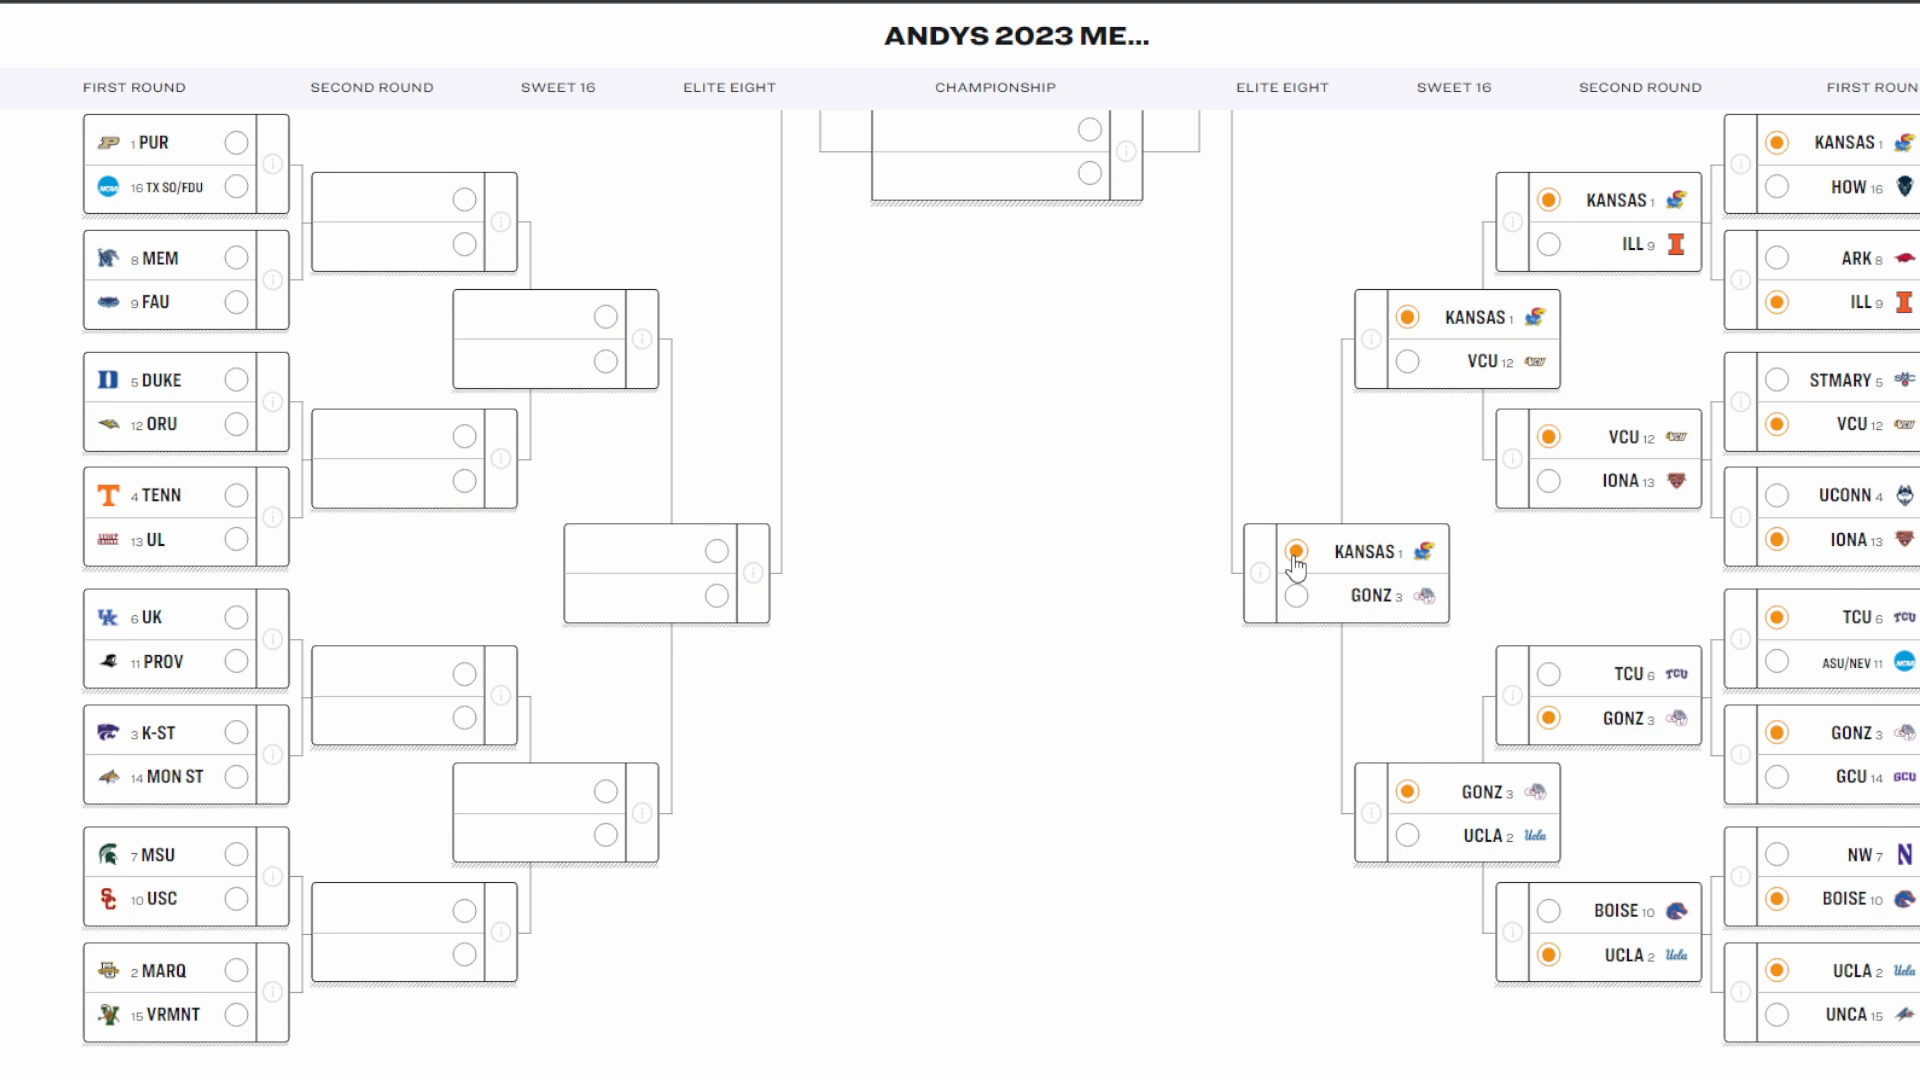 ANDYS 2023 ME...
FIRST ROUND
SECOND ROUND
SWEET 16
ELITE EIGHT
CHAMPIONSHIP
ELITE EIGHT
SWEET 16
SECOND ROUND
FIRST ROUN
1 PUR
16 TX SO/FDU
8 MEM
9 FAU
5 DUKE
12 ORU
4 TENN
13 UL
6 UK
11 PROV
3 K-ST
14 MON ST
7 MSU
10 USC
2 MARQ
15 VRMNT
KANSAS 1
GONZ 3
KANSAS 1
VCU 12
GONZ 3
UCLA 2
KANSAS 1
ILL 9
VCU 12
IONA 13
TCU 6
GONZ 3
BOISE 10
UCLA 2
KANSAS 1
HOW 16
ARK 8
ILL 9
STMARY 5
VCU 12
UCONN 4
IONA 13
TCU 6
ASU/NEV 11
GONZ 3
GCU 14
NW 7
BOISE 10
UCLA 2
UNCA 15